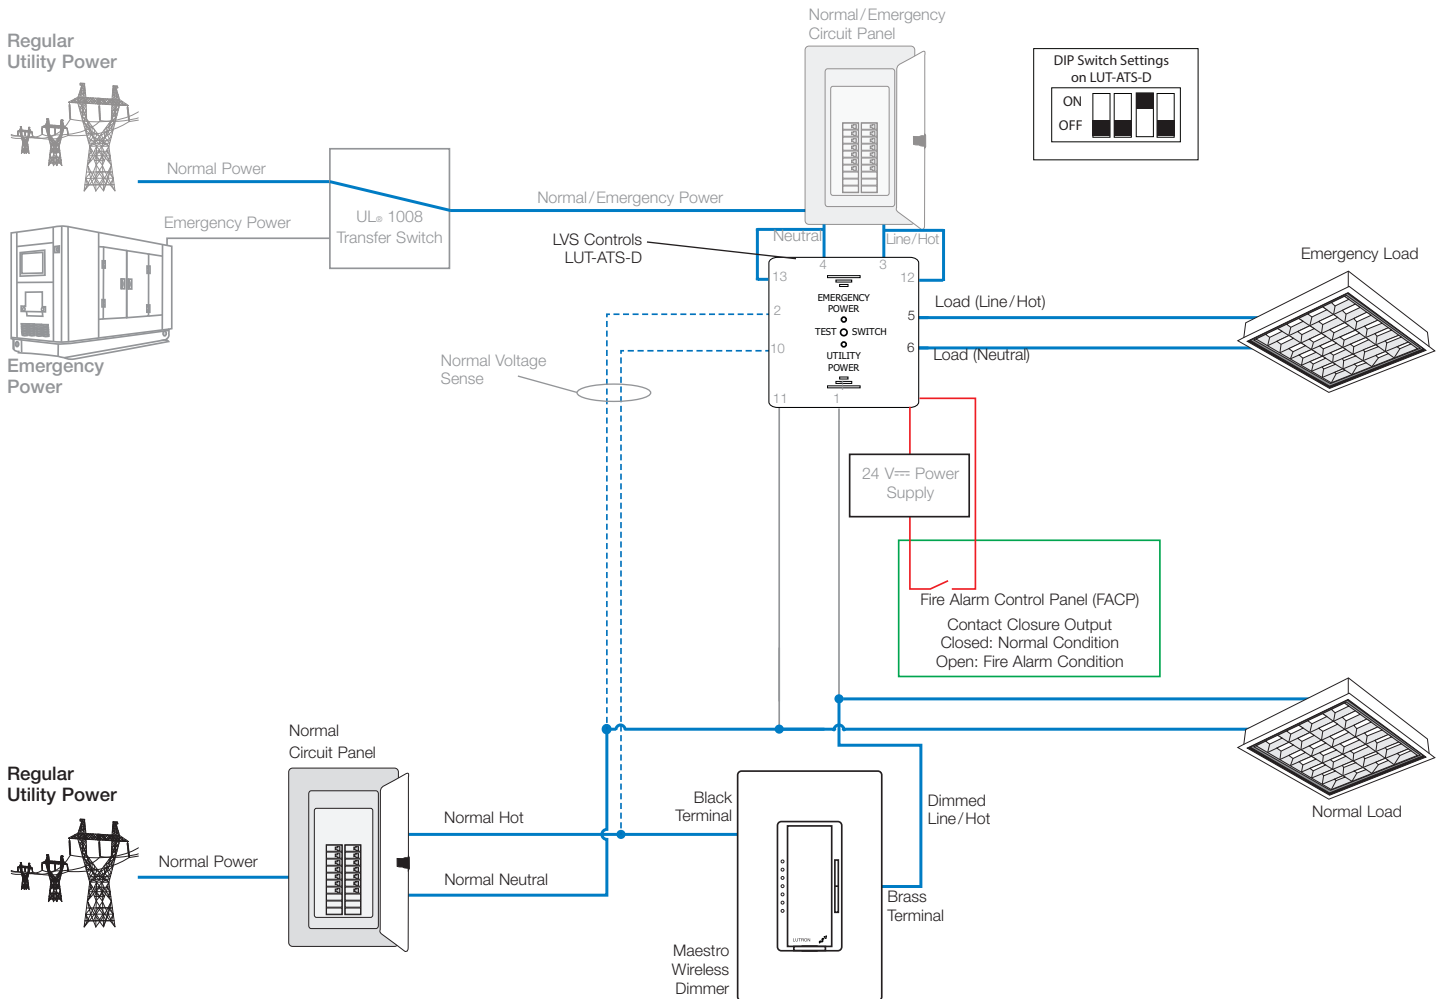 Normal/Emergency
Circuit Panel
Regular
Utility Power
DIP Switch Settings
on LUT-ATS-D
ON
OFF
Normal Power
Normal/Emergency Power
Emergency Power
UL® 1008
Transfer Switch
Neutral
Line/Hot
LVS Controls
LUT-ATS-D
4
3
13
12
EMERGENCY
POWER
TEST SWITCH
UTILITY
POWER
2
10
5
6
11
1
Load (Line/Hot)
Load (Neutral)
Emergency Load
Emergency
Power
Normal Voltage
Sense
24 V Power
Supply
Fire Alarm Control Panel (FACP)
Contact Closure Output
Closed: Normal Condition
Open: Fire Alarm Condition
Normal
Circuit Panel
Regular
Utility Power
Normal Power
Normal Hot
Normal Neutral
Black
Terminal
Dimmed
Line/Hot
Normal Load
Brass
Terminal
LUTRON
Maestro
Wireless
Dimmer